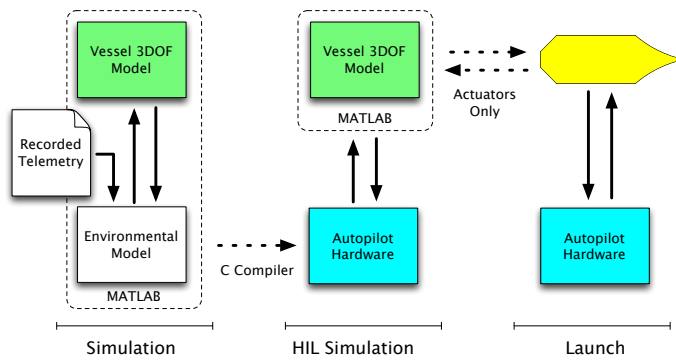 Vessel 3DOF
Model
Recorded
Telemetry
Environmental
Model
MATLAB
Simulation
C Compiler
Vessel 3DOF
Model
MATLAB
Autopilot
Hardware
HIL Simulation
Actuators
Only
Autopilot
Hardware
Launch